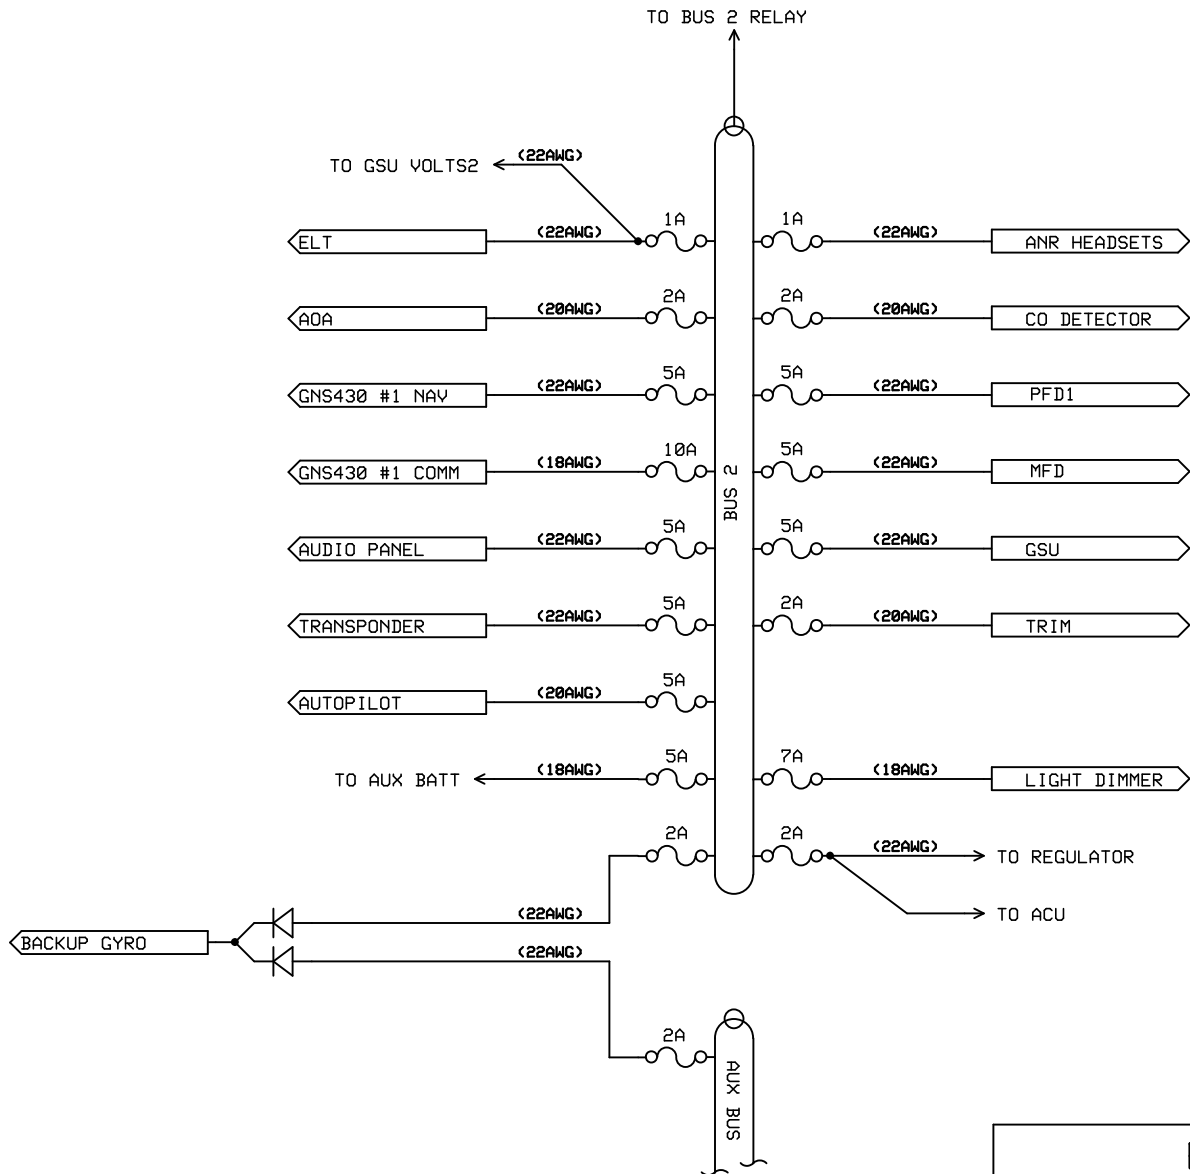 TO BUS 2 RELAY
TO GSU VOLTS2
(22AWG)
ELT
(22AWG)
1A
1A
(22AWG)
ANR HEADSETS
AOA
(20AWG)
2A
2A
(20AWG)
CO DETECTOR
GNS430 #1 NAV
(22AWG)
5A
5A
(22AWG)
PFD1
GNS430 #1 COMM
(18AWG)
10A
BUS 2
5A
(22AWG)
MFD
AUDIO PANEL
(22AWG)
5A
5A
(22AWG)
GSU
TRANSPONDER
(22AWG)
5A
2A
(20AWG)
TRIM
AUTOPILOT
(20AWG)
5A
TO AUX BATT
(18AWG)
5A
7A
(18AWG)
LIGHT DIMMER
2A
2A
(22AWG)
TO REGULATOR
TO ACU
(22AWG)
BACKUP GYRO
(22AWG)
2A
AUX BUS